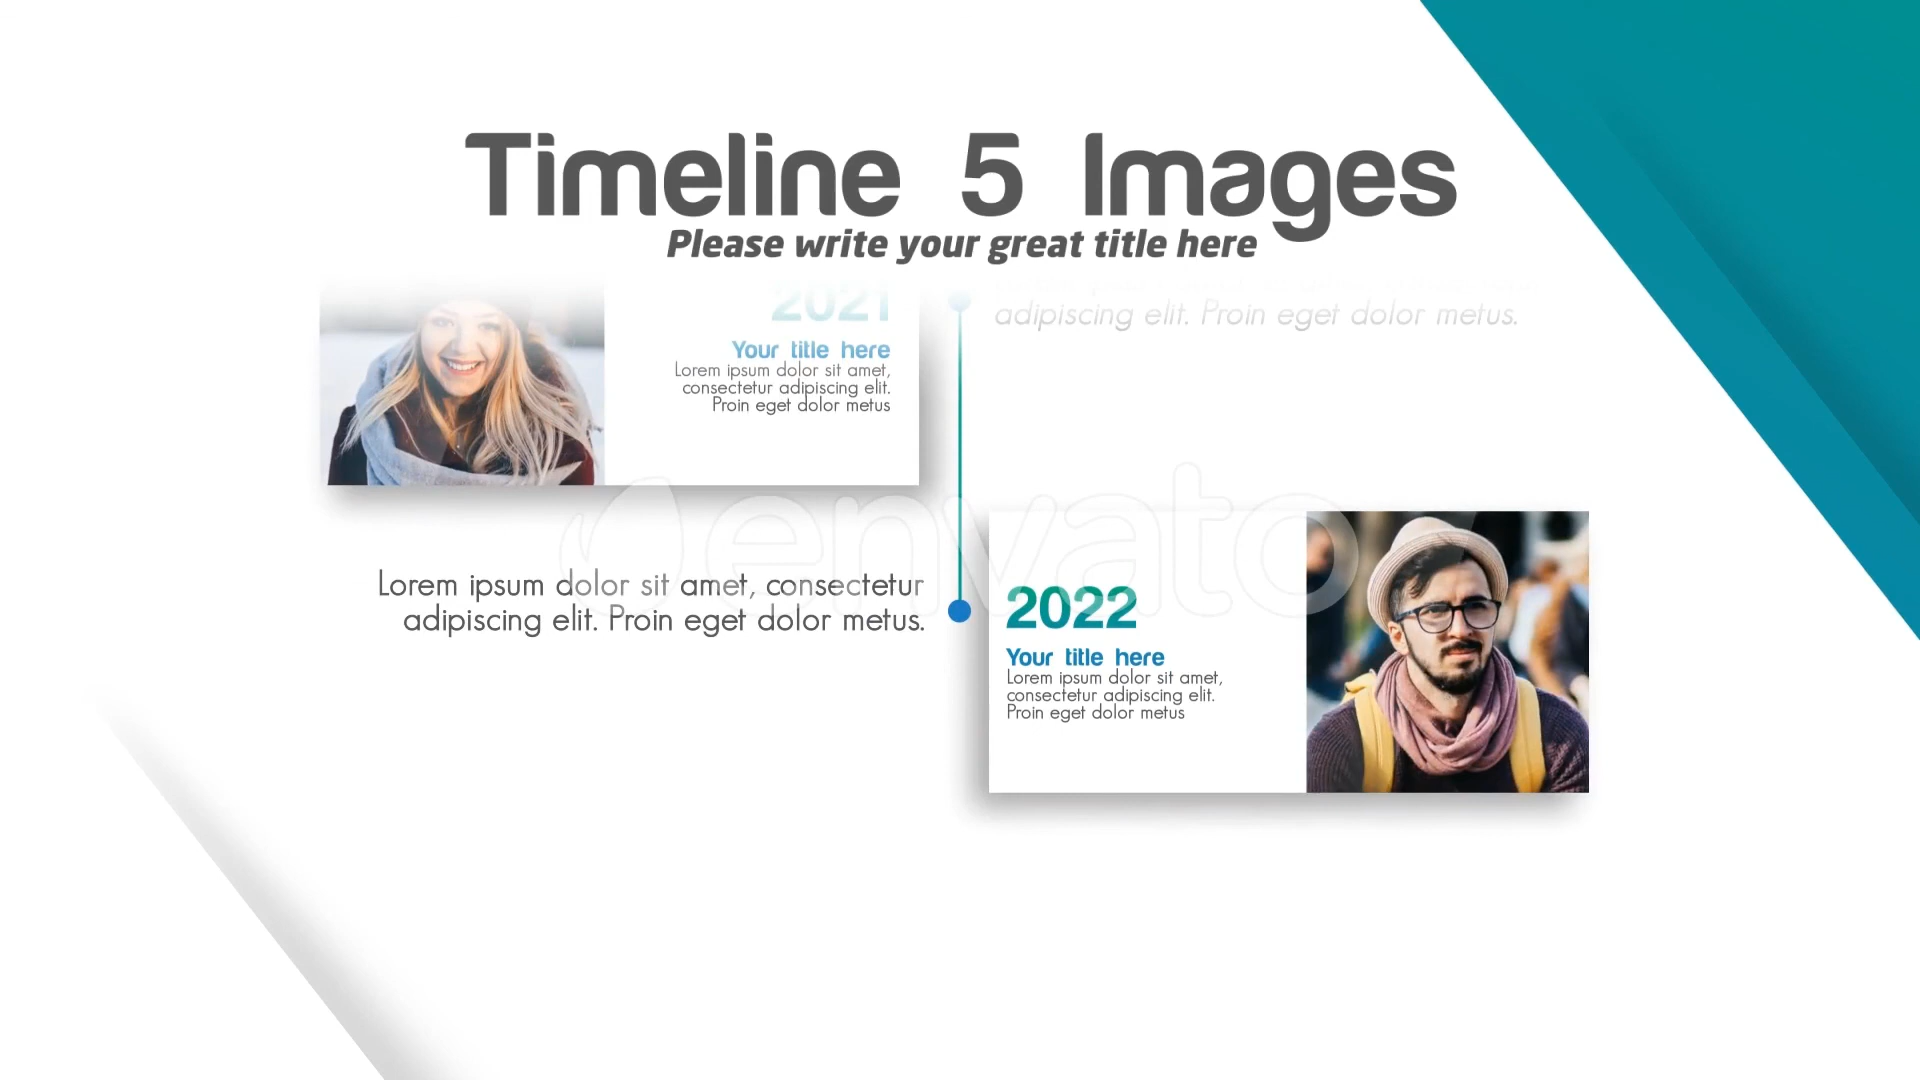 Timeline 5 Images
Please write your great title here
2021
Your title here
Lorem ipsum dolor sit amet,
consectetur adipiscing elit.
Proin eget dolor metus
adipiscing elit. Proin eget dolor metus.
envato
Lorem ipsum dolor sit amet, consectetur
adipiscing elit. Proin eget dolor metus.
2022
Your title here
Lorem ipsum dolor sit amet,
consectetur adipiscing elit.
Proin eget dolor metus